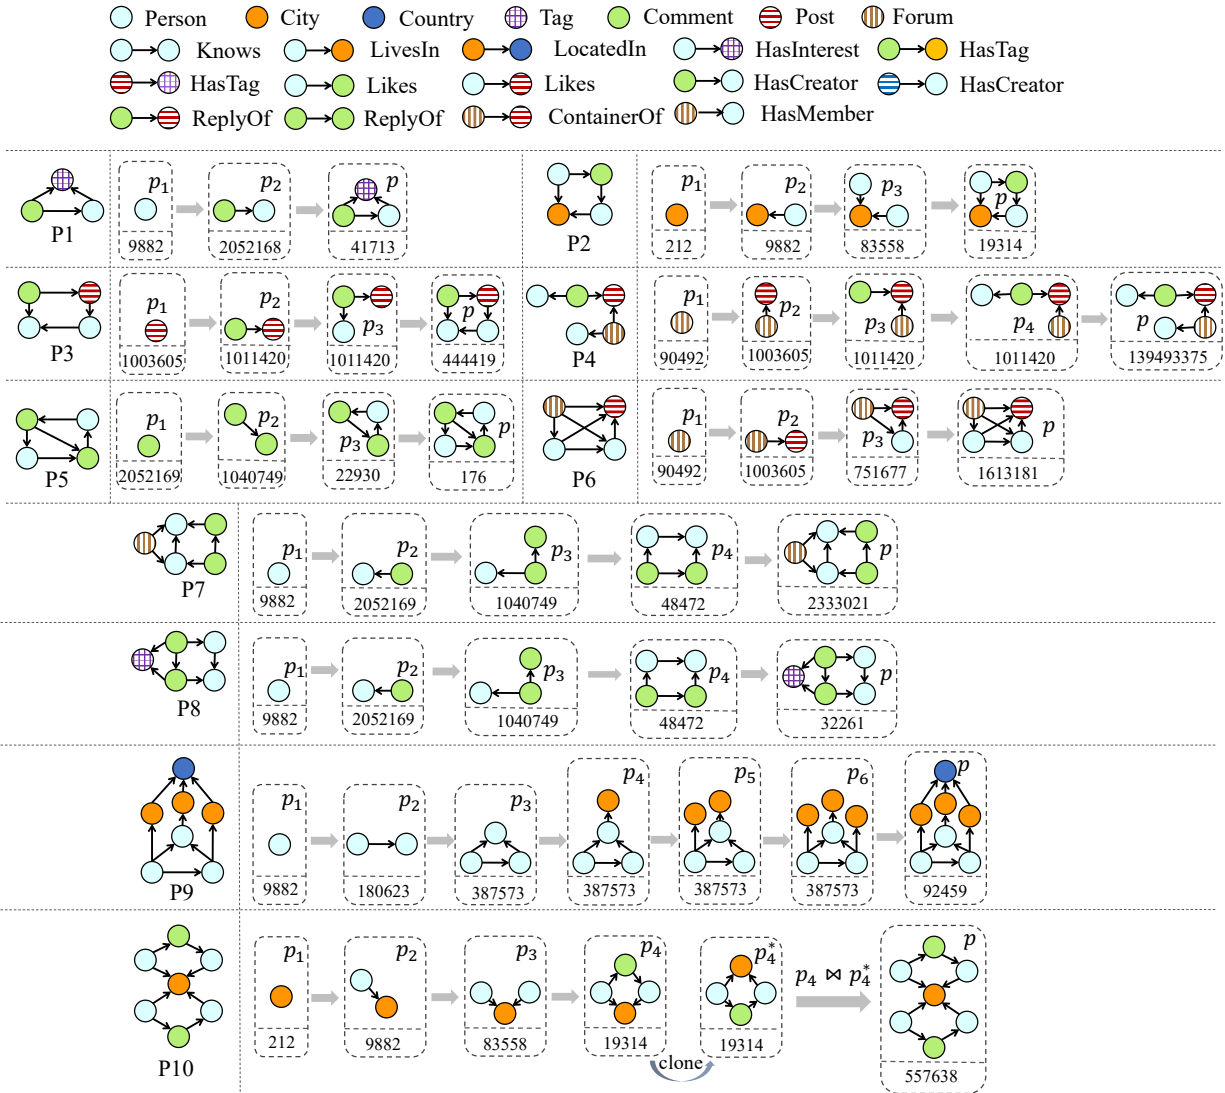 Person City Country Tag Comment Post Forum
Knows LivesIn LocatedIn HasInterest HasTag
HasTag Likes Likes HasCreator HasCreator
ReplyOf ReplyOf ContainerOf HasMember
P1 p1 9882 p2 2052168 p 41713
P2 p1 212 p2 9882 p3 83558 p 19314
P3 p1 1003605 p2 1011420 p3 1011420 p 444419
P4 p1 90492 p2 1003605 p3 1011420 p4 1011420 p 139493375
P5 p1 2052169 p2 1040749 p3 22930 p 176
P6 p1 90492 p2 1003605 p3 751677 p 1613181
P7 p1 9882 p2 2052169 p3 1040749 p4 48472 p 2333021
P8 p1 9882 p2 2052169 p3 1040749 p4 48472 p 32261
P9 p1 9882 p2 180623 p3 387573 p4 387573 p5 387573 p6 387573 p 92459
P10 p1 212 p2 9882 p3 83558 p4 19314 clone p4* 19314 p4 ⋈ p4* p 557638